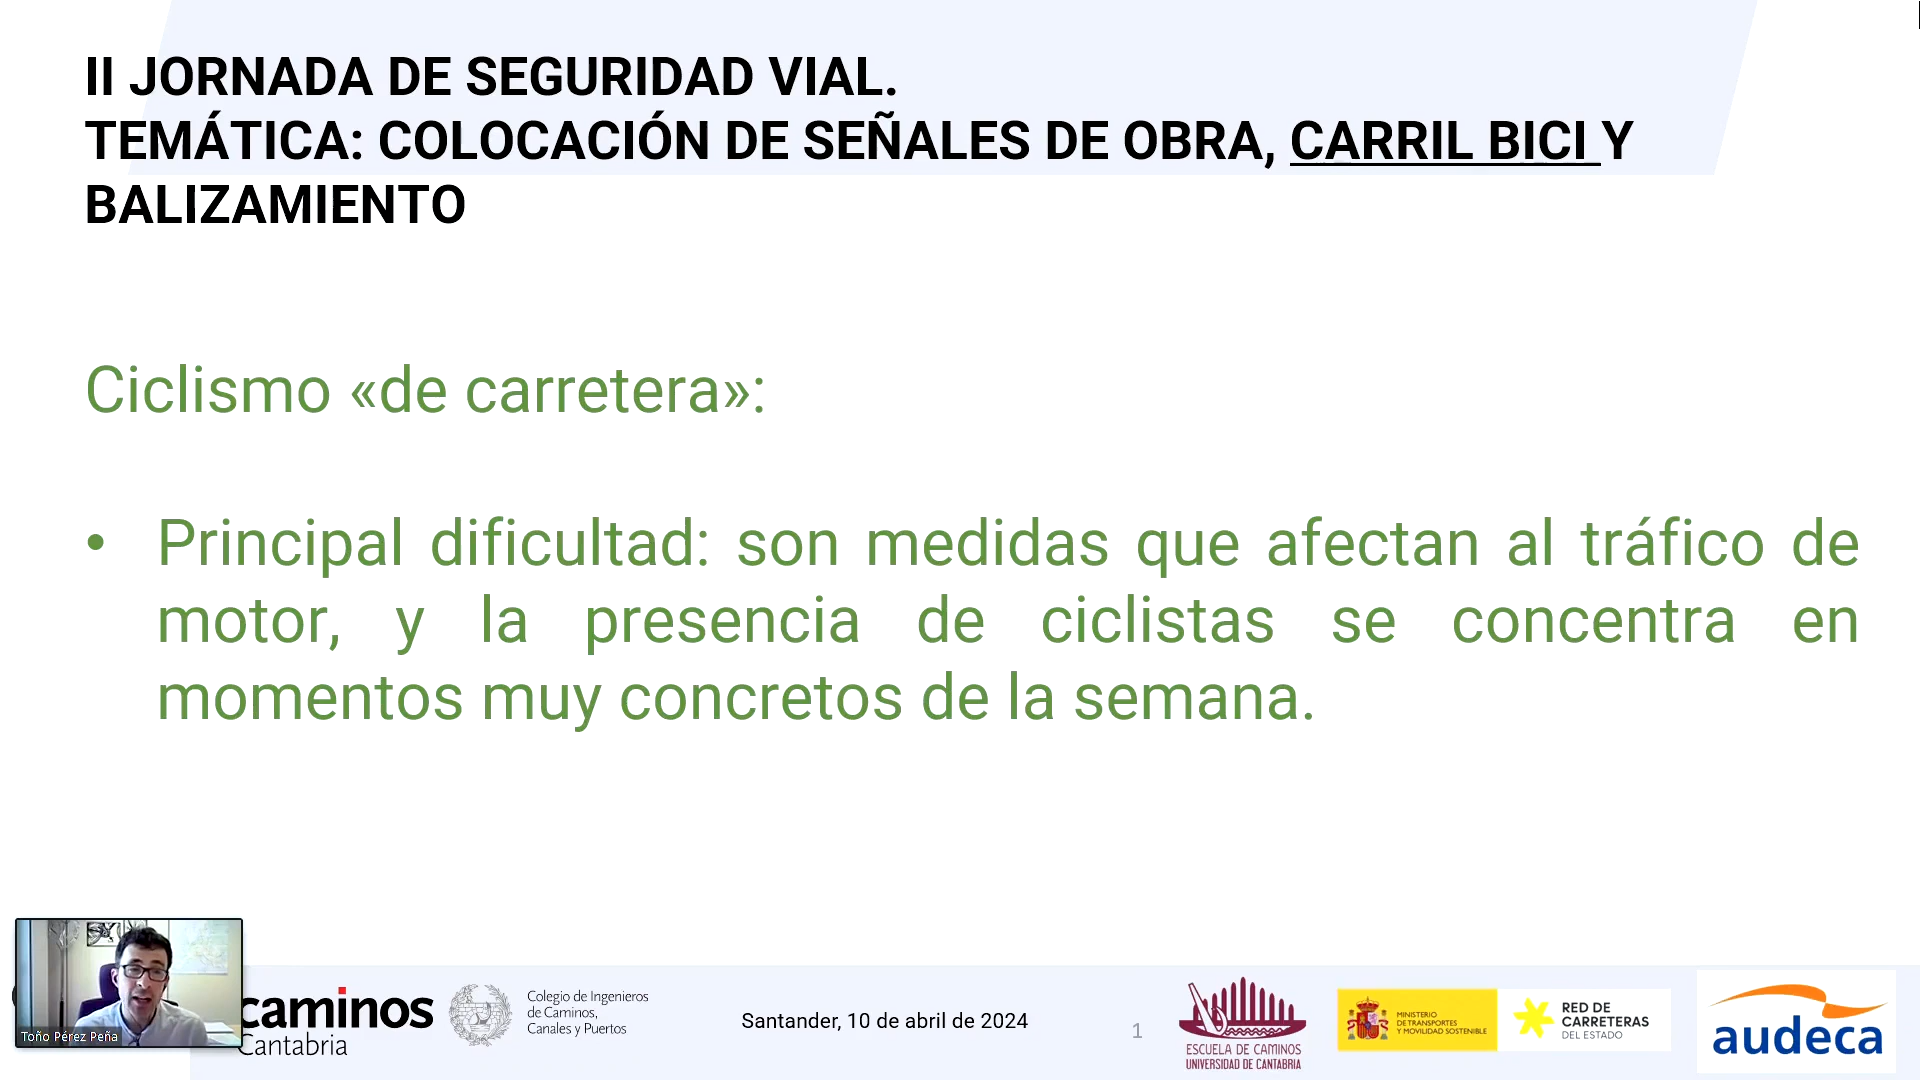 II JORNADA DE SEGURIDAD VIAL.
TEMÁTICA: COLOCACIÓN DE SEÑALES DE OBRA, CARRIL BICI Y
BALIZAMIENTO
Ciclismo «de carretera»:
• Principal dificultad: son medidas que afectan al tráfico de
motor, y la presencia de ciclistas se concentra en
momentos muy concretos de la semana.
Toño Pérez Peña
caminos
Cantabria
Colegio de Ingenieros
de Caminos,
Canales y Puertos
Santander, 10 de abril de 2024
1
ESCUELA DE CAMINOS
UNIVERSIDAD DE CANTABRIA
MINISTERIO
DE TRANSPORTES
Y MOVILIDAD SOSTENIBLE
RED DE
CARRETERAS
DEL ESTADO
audeca